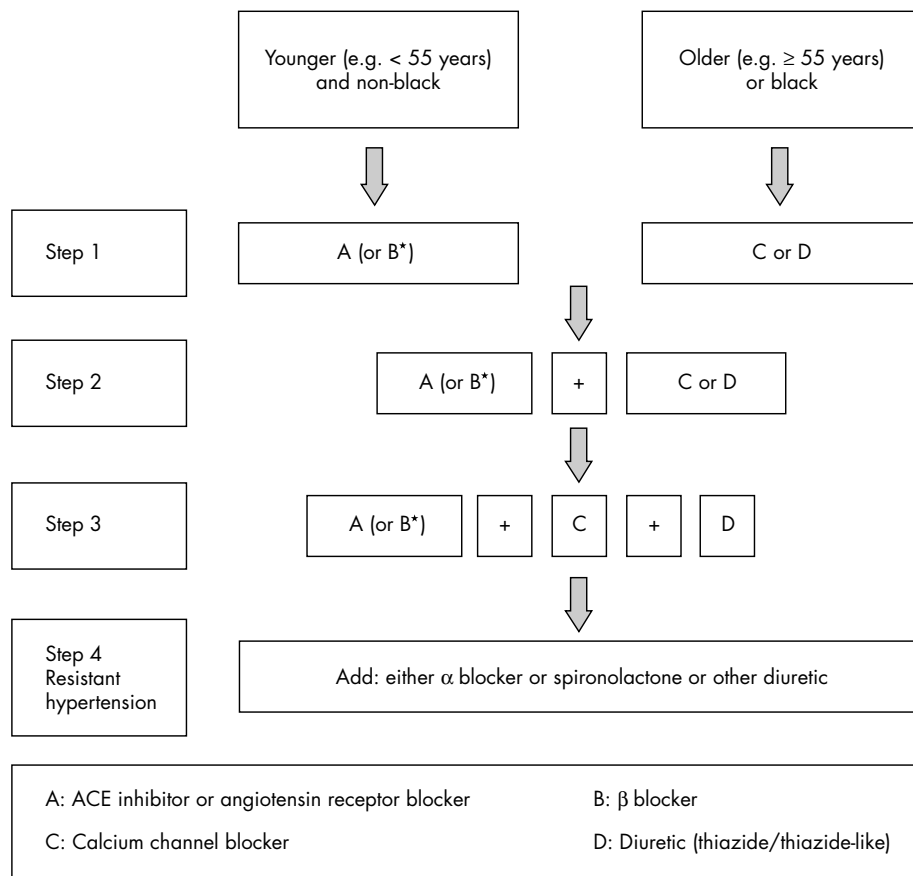 Younger (e.g. < 55 years)
and non-black
Older (e.g. ≥ 55 years)
or black
Step 1
A (or B*)
C or D
Step 2
A (or B*)
+
C or D
Step 3
A (or B*)
+
C
+
D
Step 4
Resistant
hypertension
Add: either α blocker or spironolactone or other diuretic
A: ACE inhibitor or angiotensin receptor blocker
B: β blocker
C: Calcium channel blocker
D: Diuretic (thiazide/thiazide-like)